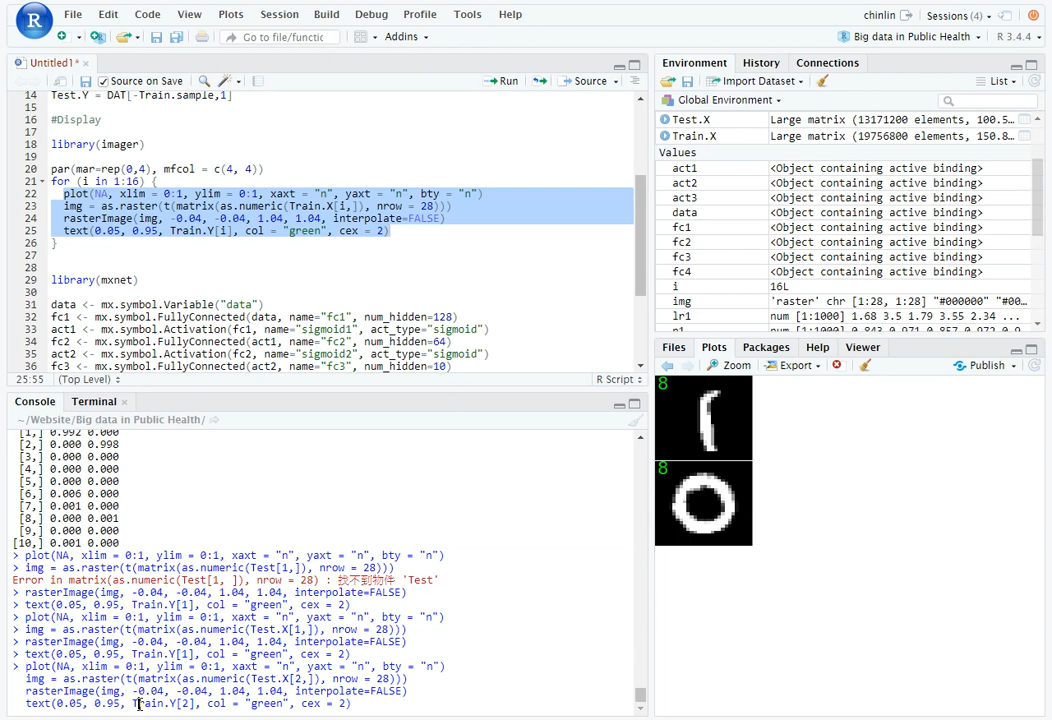 File Edit Code View Plots Session Build Debug Profile Tools Help
chinlin Sessions (4)
Go to file/functic Addins
Big data in Public Health R 3.4.4
Untitled1*
Source on Save Run Source
14 Test.Y = DAT[-Train.sample,1]
15
16 #Display
17
18 library(imager)
19
20 par(mar=rep(0,4), mfcol = c(4, 4))
21 for (i in 1:16) {
22 plot(NA, xlim = 0:1, ylim = 0:1, xaxt = "n", yaxt = "n", bty = "n")
23 img = as.raster(t(matrix(as.numeric(Train.X[i,]), nrow = 28)))
24 rasterImage(img, -0.04, -0.04, 1.04, 1.04, interpolate=FALSE)
25 text(0.05, 0.95, Train.Y[i], col = "green", cex = 2)
26 }
27
28
29 library(mxnet)
30
31 data <- mx.symbol.Variable("data")
32 fc1 <- mx.symbol.FullyConnected(data, name="fc1", num_hidden=128)
33 act1 <- mx.symbol.Activation(fc1, name="sigmoid1", act_type="sigmoid")
34 fc2 <- mx.symbol.FullyConnected(act1, name="fc2", num_hidden=64)
35 act2 <- mx.symbol.Activation(fc2, name="sigmoid2", act_type="sigmoid")
36 fc3 <- mx.symbol.FullyConnected(act2, name="fc3", num_hidden=10)
25:55 (Top Level) R Script
Console Terminal
~/Website/Big data in Public Health/
[1,] 0.992 0.000
[2,] 0.000 0.998
[3,] 0.000 0.000
[4,] 0.000 0.000
[5,] 0.000 0.000
[6,] 0.006 0.000
[7,] 0.001 0.000
[8,] 0.000 0.001
[9,] 0.000 0.000
[10,] 0.001 0.000
> plot(NA, xlim = 0:1, ylim = 0:1, xaxt = "n", yaxt = "n", bty = "n")
> img = as.raster(t(matrix(as.numeric(Test[1,]), nrow = 28)))
Error in matrix(as.numeric(Test[1, ]), nrow = 28) : 找不到物件 'Test'
> rasterImage(img, -0.04, -0.04, 1.04, 1.04, interpolate=FALSE)
> text(0.05, 0.95, Train.Y[1], col = "green", cex = 2)
> plot(NA, xlim = 0:1, ylim = 0:1, xaxt = "n", yaxt = "n", bty = "n")
> img = as.raster(t(matrix(as.numeric(Test.X[1,]), nrow = 28)))
> rasterImage(img, -0.04, -0.04, 1.04, 1.04, interpolate=FALSE)
> text(0.05, 0.95, Train.Y[1], col = "green", cex = 2)
> plot(NA, xlim = 0:1, ylim = 0:1, xaxt = "n", yaxt = "n", bty = "n")
img = as.raster(t(matrix(as.numeric(Test.X[2,]), nrow = 28)))
rasterImage(img, -0.04, -0.04, 1.04, 1.04, interpolate=FALSE)
text(0.05, 0.95, Train.Y[2], col = "green", cex = 2)
Environment History Connections
Import Dataset List
Global Environment
Test.X Large matrix (13171200 elements, 100.5…
Train.X Large matrix (19756800 elements, 150.8…
Values
act1 <Object containing active binding>
act2 <Object containing active binding>
act3 <Object containing active binding>
data <Object containing active binding>
fc1 <Object containing active binding>
fc2 <Object containing active binding>
fc3 <Object containing active binding>
fc4 <Object containing active binding>
i 16L
img 'raster' chr [1:28, 1:28] "#000000" "#00…
lr1 num [1:1000] 1.68 3.5 1.79 3.55 2.34 ...
Files Plots Packages Help Viewer
Zoom Export Publish
8
8